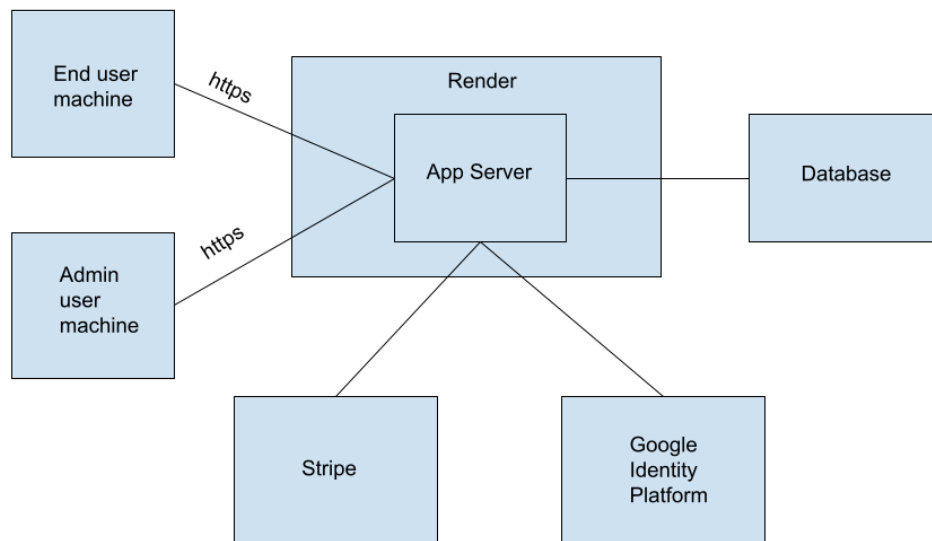 End user
machine
https
Render
App Server
Database
https
Admin
user
machine
Stripe
Google
Identity
Platform